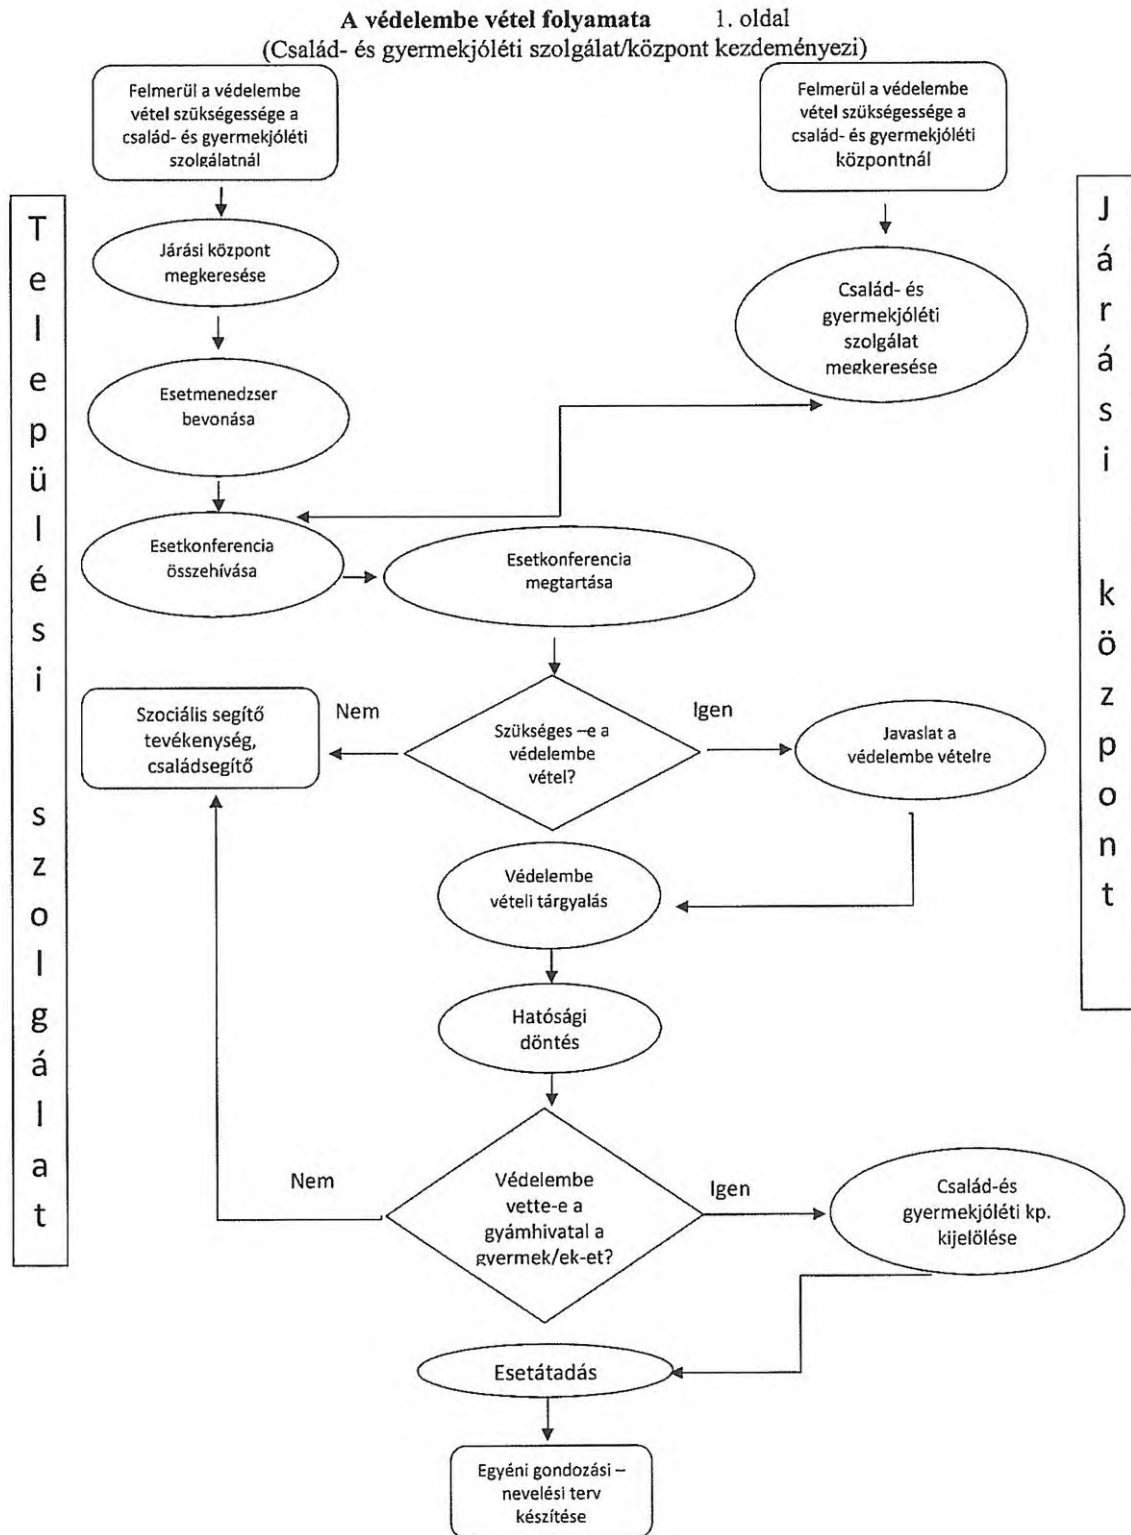 A védelembe vétel folyamata 1. oldal
(Család- és gyermekjóléti szolgálat/központ kezdeményezi)
Felmerül a védelembe
vétel szükségessége a
család- és gyermekjóléti
szolgálatnál
Felmerül a védelembe
vétel szükségessége a
család- és gyermekjóléti
központnál
Települési szolgálat
Járási központ
Járási központ
megkeresése
Család- és
gyermekjóléti
szolgálat
megkeresése
Esetmenedzser
bevonása
Esetkonferencia
összehívása
Esetkonferencia
megtartása
Szükséges –e a
védelembe
vétel?
Nem
Igen
Szociális segítő
tevékenység,
családsegítő
Javaslat a
védelembe vételre
Védelembe
vételi tárgyalás
Hatósági
döntés
Védelembe
vette-e a
gyámhivatal a
gyermek/ek-et?
Nem
Igen
Család-és
gyermekjóléti kp.
kijelölése
Esetátadás
Egyéni gondozási –
nevelési terv
készítése